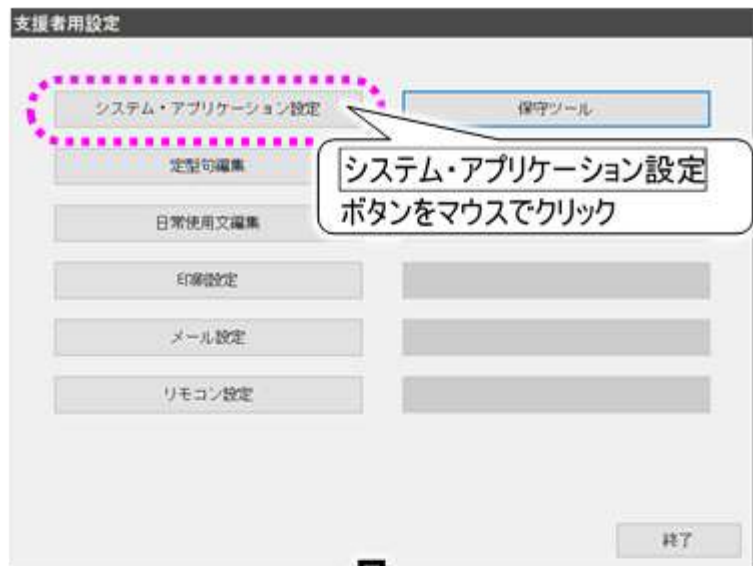 支援者用設定
システム・アプリケーション設定
保守ツール
システム・アプリケーション設定
ボタンをマウスでクリック
定型句編集
日常使用文編集
印刷設定
メール設定
リモコン設定
終了